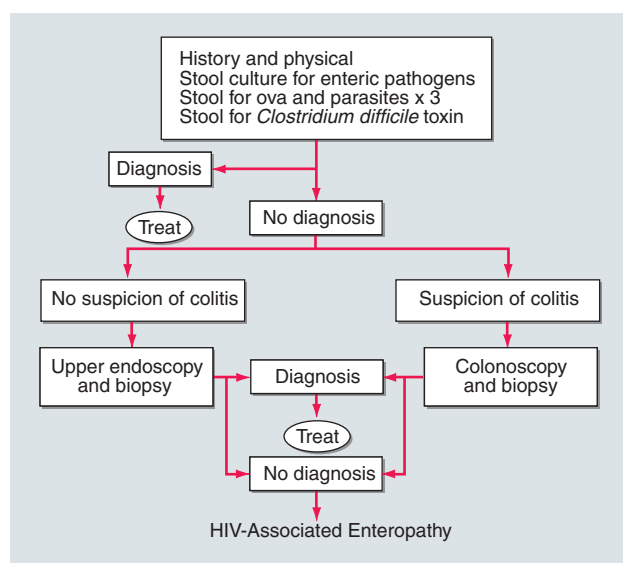 History and physical
Stool culture for enteric pathogens
Stool for ova and parasites x 3
Stool for Clostridium difficile toxin
Diagnosis
Treat
No diagnosis
No suspicion of colitis
Suspicion of colitis
Upper endoscopy
and biopsy
Diagnosis
Colonoscopy
and biopsy
Treat
No diagnosis
HIV-Associated Enteropathy